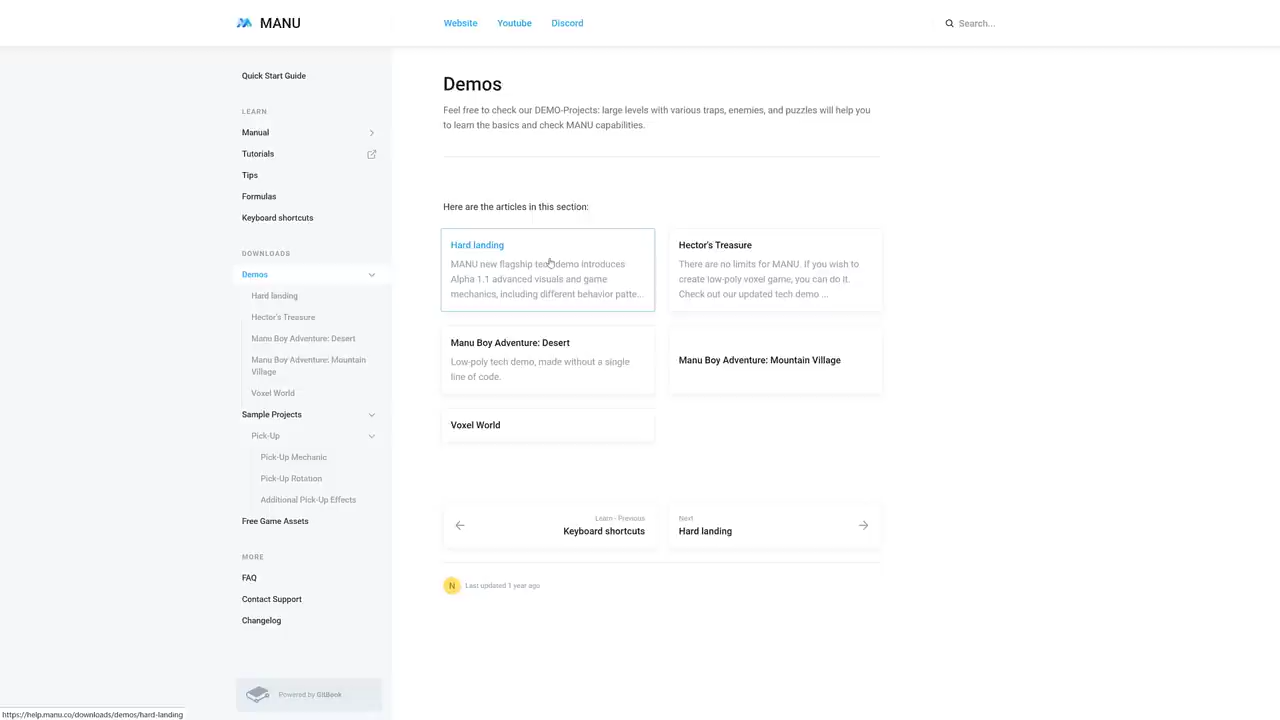 MANU
Website
Youtube
Discord
Search...
Quick Start Guide
LEARN
Manual
Tutorials
Tips
Formulas
Keyboard shortcuts
DOWNLOADS
Demos
Hard landing
Hector's Treasure
Manu Boy Adventure: Desert
Manu Boy Adventure: Mountain
Village
Voxel World
Sample Projects
Pick-Up
Pick-Up Mechanic
Pick-Up Rotation
Additional Pick-Up Effects
Free Game Assets
MORE
FAQ
Contact Support
Changelog
Powered by GitBook
Demos
Feel free to check our DEMO-Projects: large levels with various traps, enemies, and puzzles will help you
to learn the basics and check MANU capabilities.
Here are the articles in this section:
Hard landing
MANU new flagship tech demo introduces
Alpha 1.1 advanced visuals and game
mechanics, including different behavior patte...
Hector's Treasure
There are no limits for MANU. If you wish to
create low-poly voxel game, you can do it.
Check out our updated tech demo ...
Manu Boy Adventure: Desert
Low-poly tech demo, made without a single
line of code.
Manu Boy Adventure: Mountain Village
Voxel World
Learn - Previous
Keyboard shortcuts
Next
Hard landing
N
Last updated 1 year ago
https://help.manu.co/downloads/demos/hard-landing